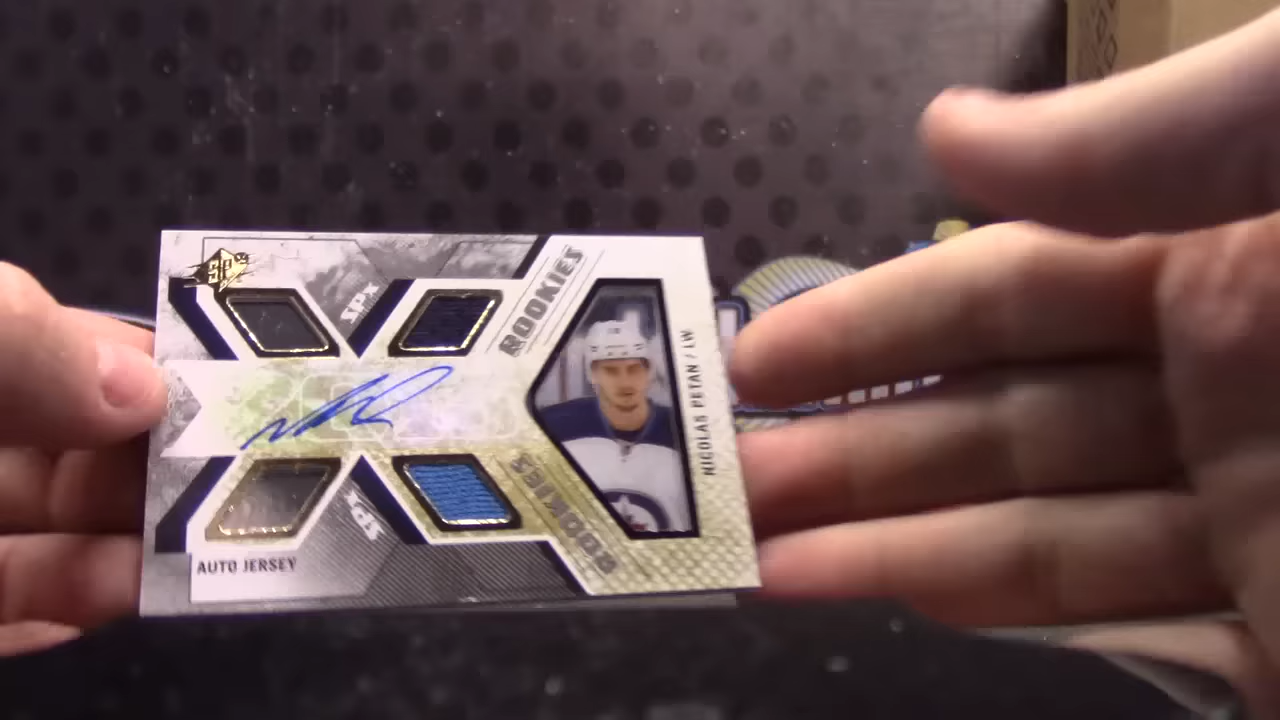 SPX
SPX
ROOKIES
NICOLAS PETAN / LW
SPX
ROOKIES
AUTO JERSEY